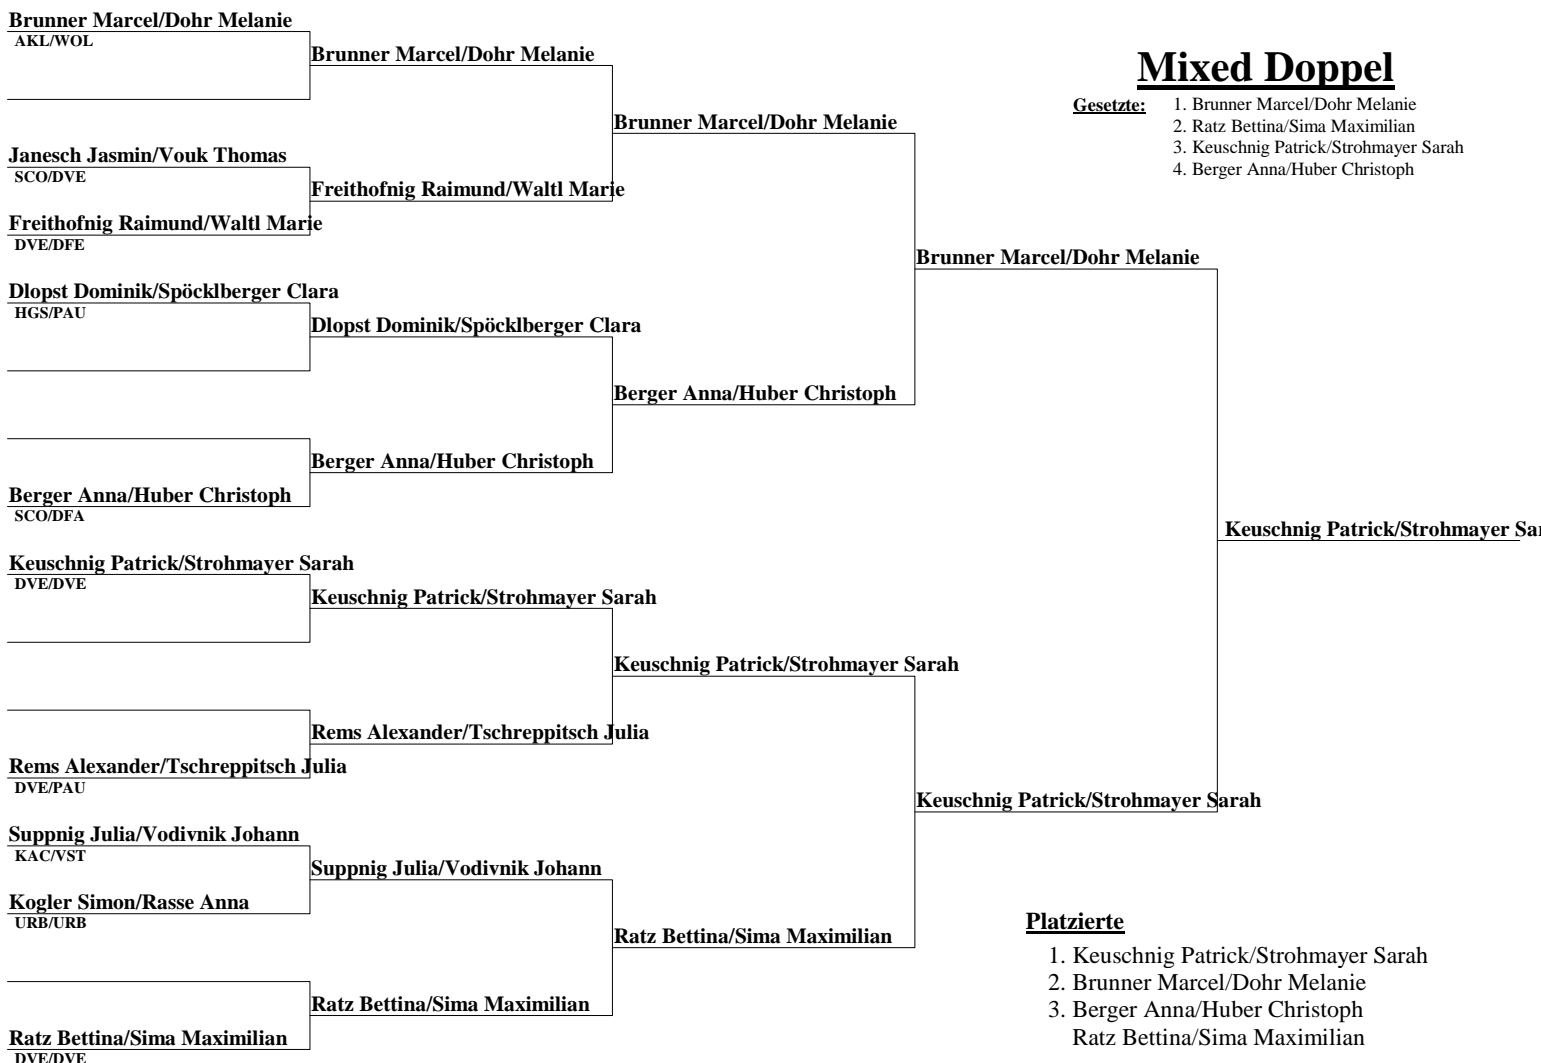 Brunner Marcel/Dohr Melanie
AKL/WOL
Janesch Jasmin/Vouk Thomas
SCO/DVE
Freithofnig Raimund/Waltl Marie
DVE/DFE
Dlopst Dominik/Spöcklberger Clara
HGS/PAU
Berger Anna/Huber Christoph
SCO/DFA
Keuschnig Patrick/Strohmayer Sarah
DVE/DVE
Rems Alexander/Tschreppitsch Julia
DVE/PAU
Suppnig Julia/Vodivnik Johann
KAC/VST
Kogler Simon/Rasse Anna
URB/URB
Ratz Bettina/Sima Maximilian
DVE/DVE
Brunner Marcel/Dohr Melanie
Freithofnig Raimund/Waltl Marie
Dlopst Dominik/Spöcklberger Clara
Berger Anna/Huber Christoph
Keuschnig Patrick/Strohmayer Sarah
Rems Alexander/Tschreppitsch Julia
Suppnig Julia/Vodivnik Johann
Ratz Bettina/Sima Maximilian
Brunner Marcel/Dohr Melanie
Berger Anna/Huber Christoph
Keuschnig Patrick/Strohmayer Sarah
Ratz Bettina/Sima Maximilian
Brunner Marcel/Dohr Melanie
Keuschnig Patrick/Strohmayer Sarah
Keuschnig Patrick/Strohmayer Sar
Mixed Doppel
Gesetzte: 1. Brunner Marcel/Dohr Melanie
2. Ratz Bettina/Sima Maximilian
3. Keuschnig Patrick/Strohmayer Sarah
4. Berger Anna/Huber Christoph
Platzierte
1. Keuschnig Patrick/Strohmayer Sarah
2. Brunner Marcel/Dohr Melanie
3. Berger Anna/Huber Christoph
Ratz Bettina/Sima Maximilian